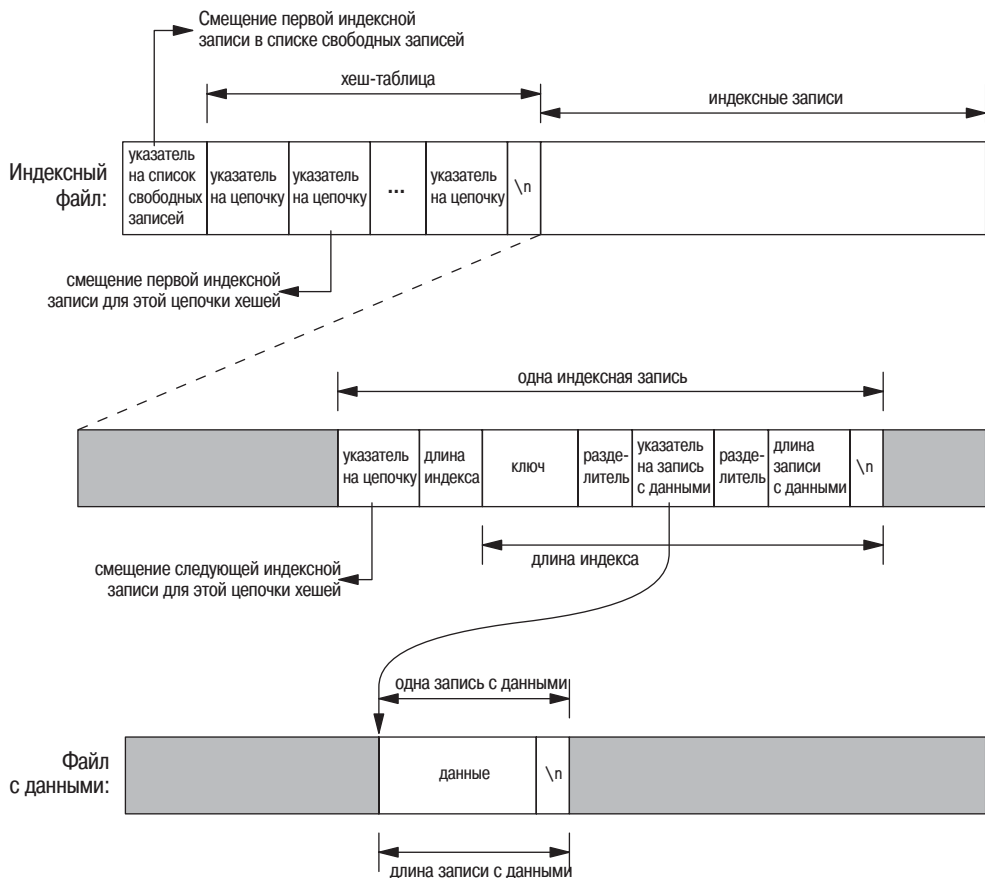 Смещение первой индексной
записи в списке свободных записей
хеш-таблица
индексные записи
Индексный
файл:
указатель
на список
свободных
записей
указатель
на цепочку
указатель
на цепочку
...
указатель
на цепочку
\n
смещение первой индексной
записи для этой цепочки хешей
одна индексная запись
указатель
на цепочку
длина
индекса
ключ
разде-
литель
указатель
на запись
с данными
разде-
литель
длина
записи
с данными
\n
длина индекса
смещение следующей индексной
записи для этой цепочки хешей
одна запись с данными
Файл
с данными:
данные
\n
длина записи с данными